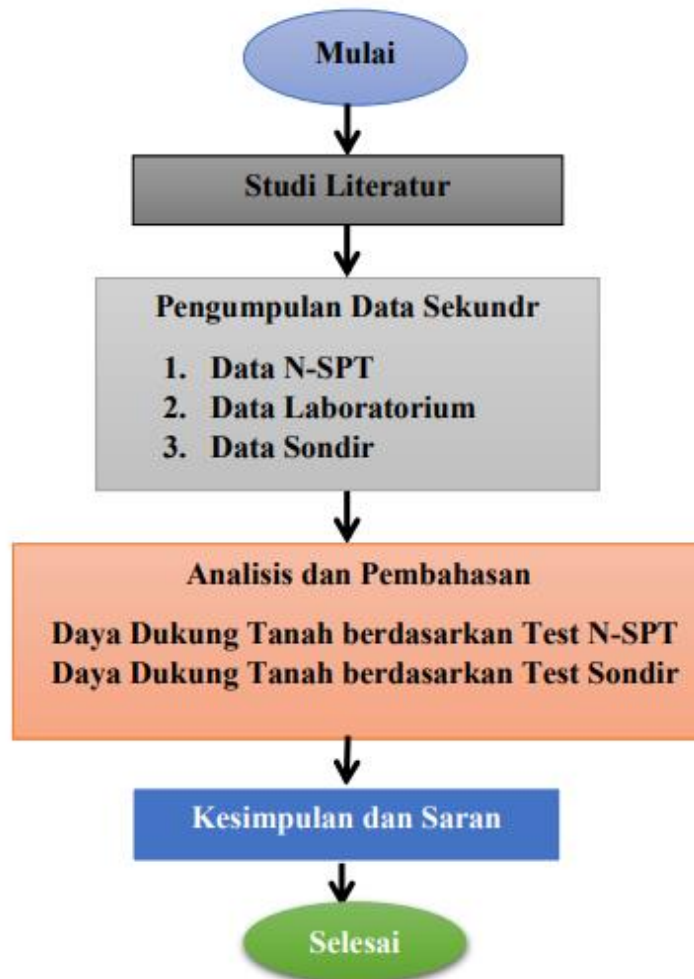 Mulai
Studi Literatur
Pengumpulan Data Sekundr
1. Data N-SPT
2. Data Laboratorium
3. Data Sondir
Analisis dan Pembahasan
Daya Dukung Tanah berdasarkan Test N-SPT
Daya Dukung Tanah berdasarkan Test Sondir
Kesimpulan dan Saran
Selesai